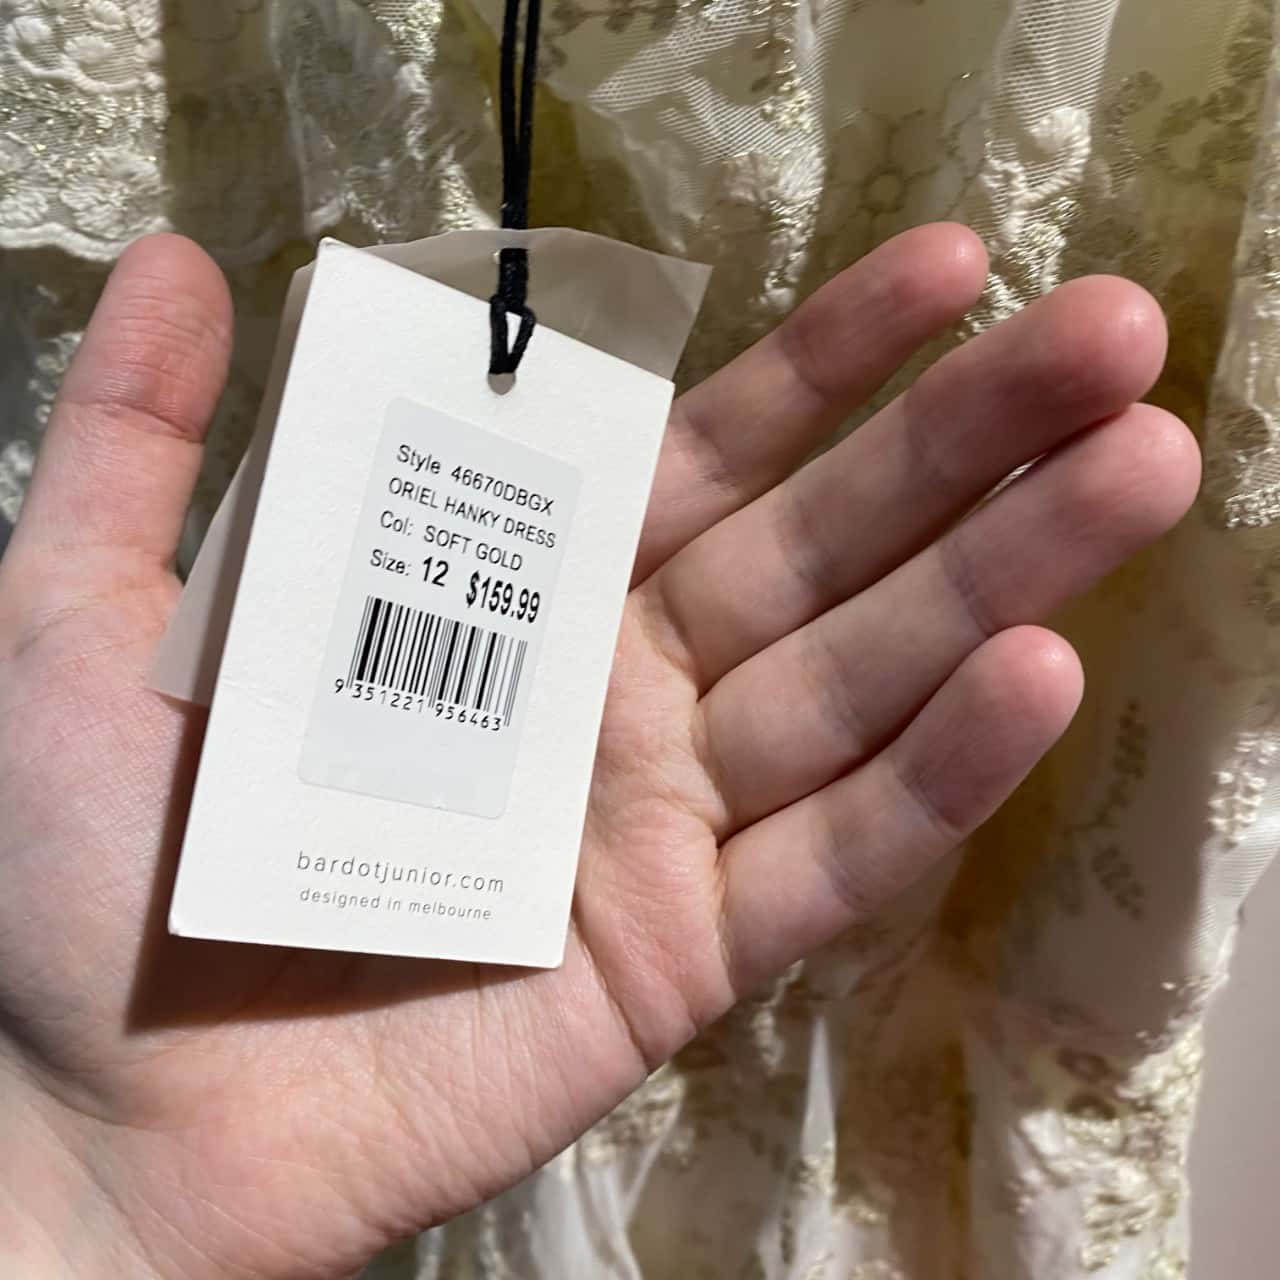 Style 46670DBGX
ORIEL HANKY DRESS
Col: SOFT GOLD
Size: 12 $159.99
9 351221 956463
bardotjunior.com
designed in melbourne